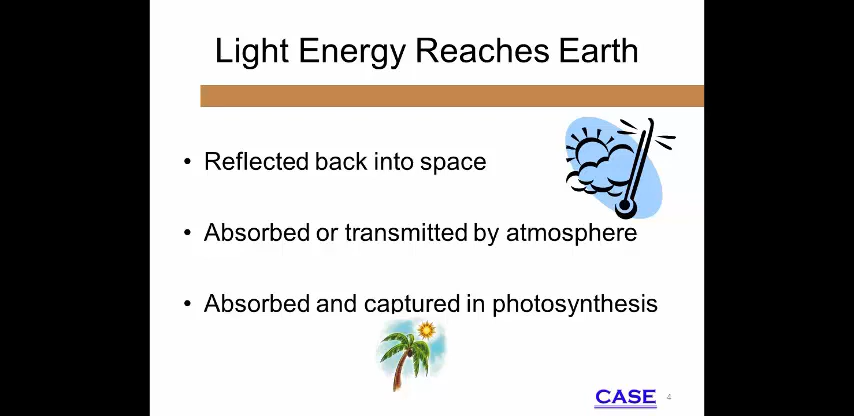 Light Energy Reaches Earth
• Reflected back into space
• Absorbed or transmitted by atmosphere
• Absorbed and captured in photosynthesis
CASE 4